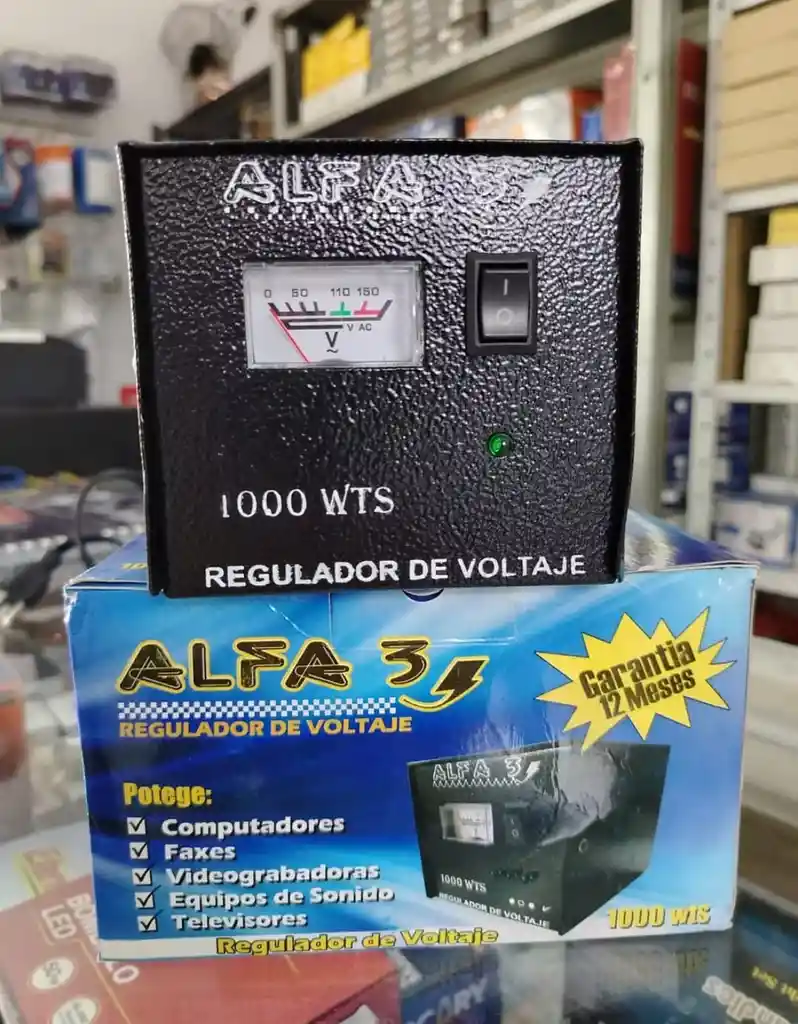 ALFA 3
0 50 110 150
V AC
V
~
I
O
1000 WTS
REGULADOR DE VOLTAJE
ALFA 3
REGULADOR DE VOLTAJE
Garantia
12 Meses
Potege:
Computadores
Faxes
Videograbadoras
Equipos de Sonido
Televisores
Regulador de Voltaje
ALFA 3
1000 WTS
REGULADOR DE VOLTAJE
1000 wts
LED